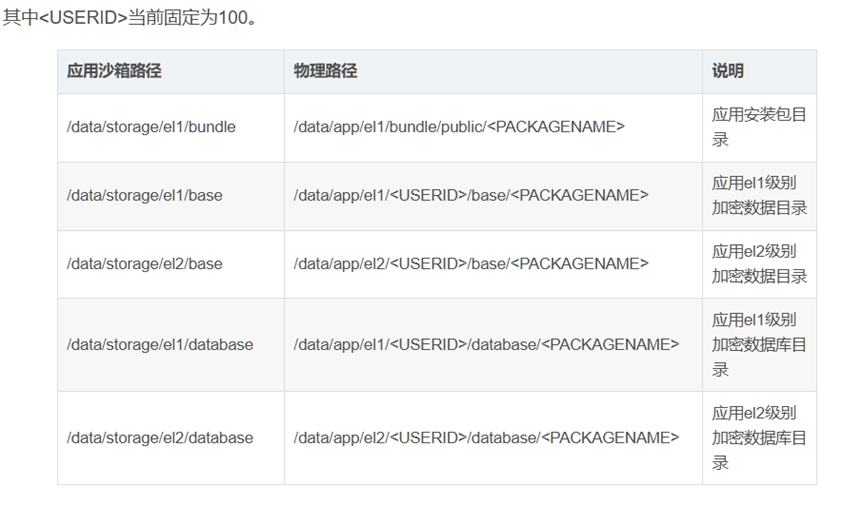 其中<USERID>当前固定为100。
应用沙箱路径 物理路径 说明
/data/storage/el1/bundle /data/app/el1/bundle/public/<PACKAGENAME> 应用安装包目
录
/data/storage/el1/base /data/app/el1/<USERID>/base/<PACKAGENAME> 应用el1级别
加密数据目录
/data/storage/el2/base /data/app/el2/<USERID>/base/<PACKAGENAME> 应用el2级别
加密数据目录
/data/storage/el1/database /data/app/el1/<USERID>/database/<PACKAGENAME> 应用el1级别
加密数据库目
录
/data/storage/el2/database /data/app/el2/<USERID>/database/<PACKAGENAME> 应用el2级别
加密数据库目
录